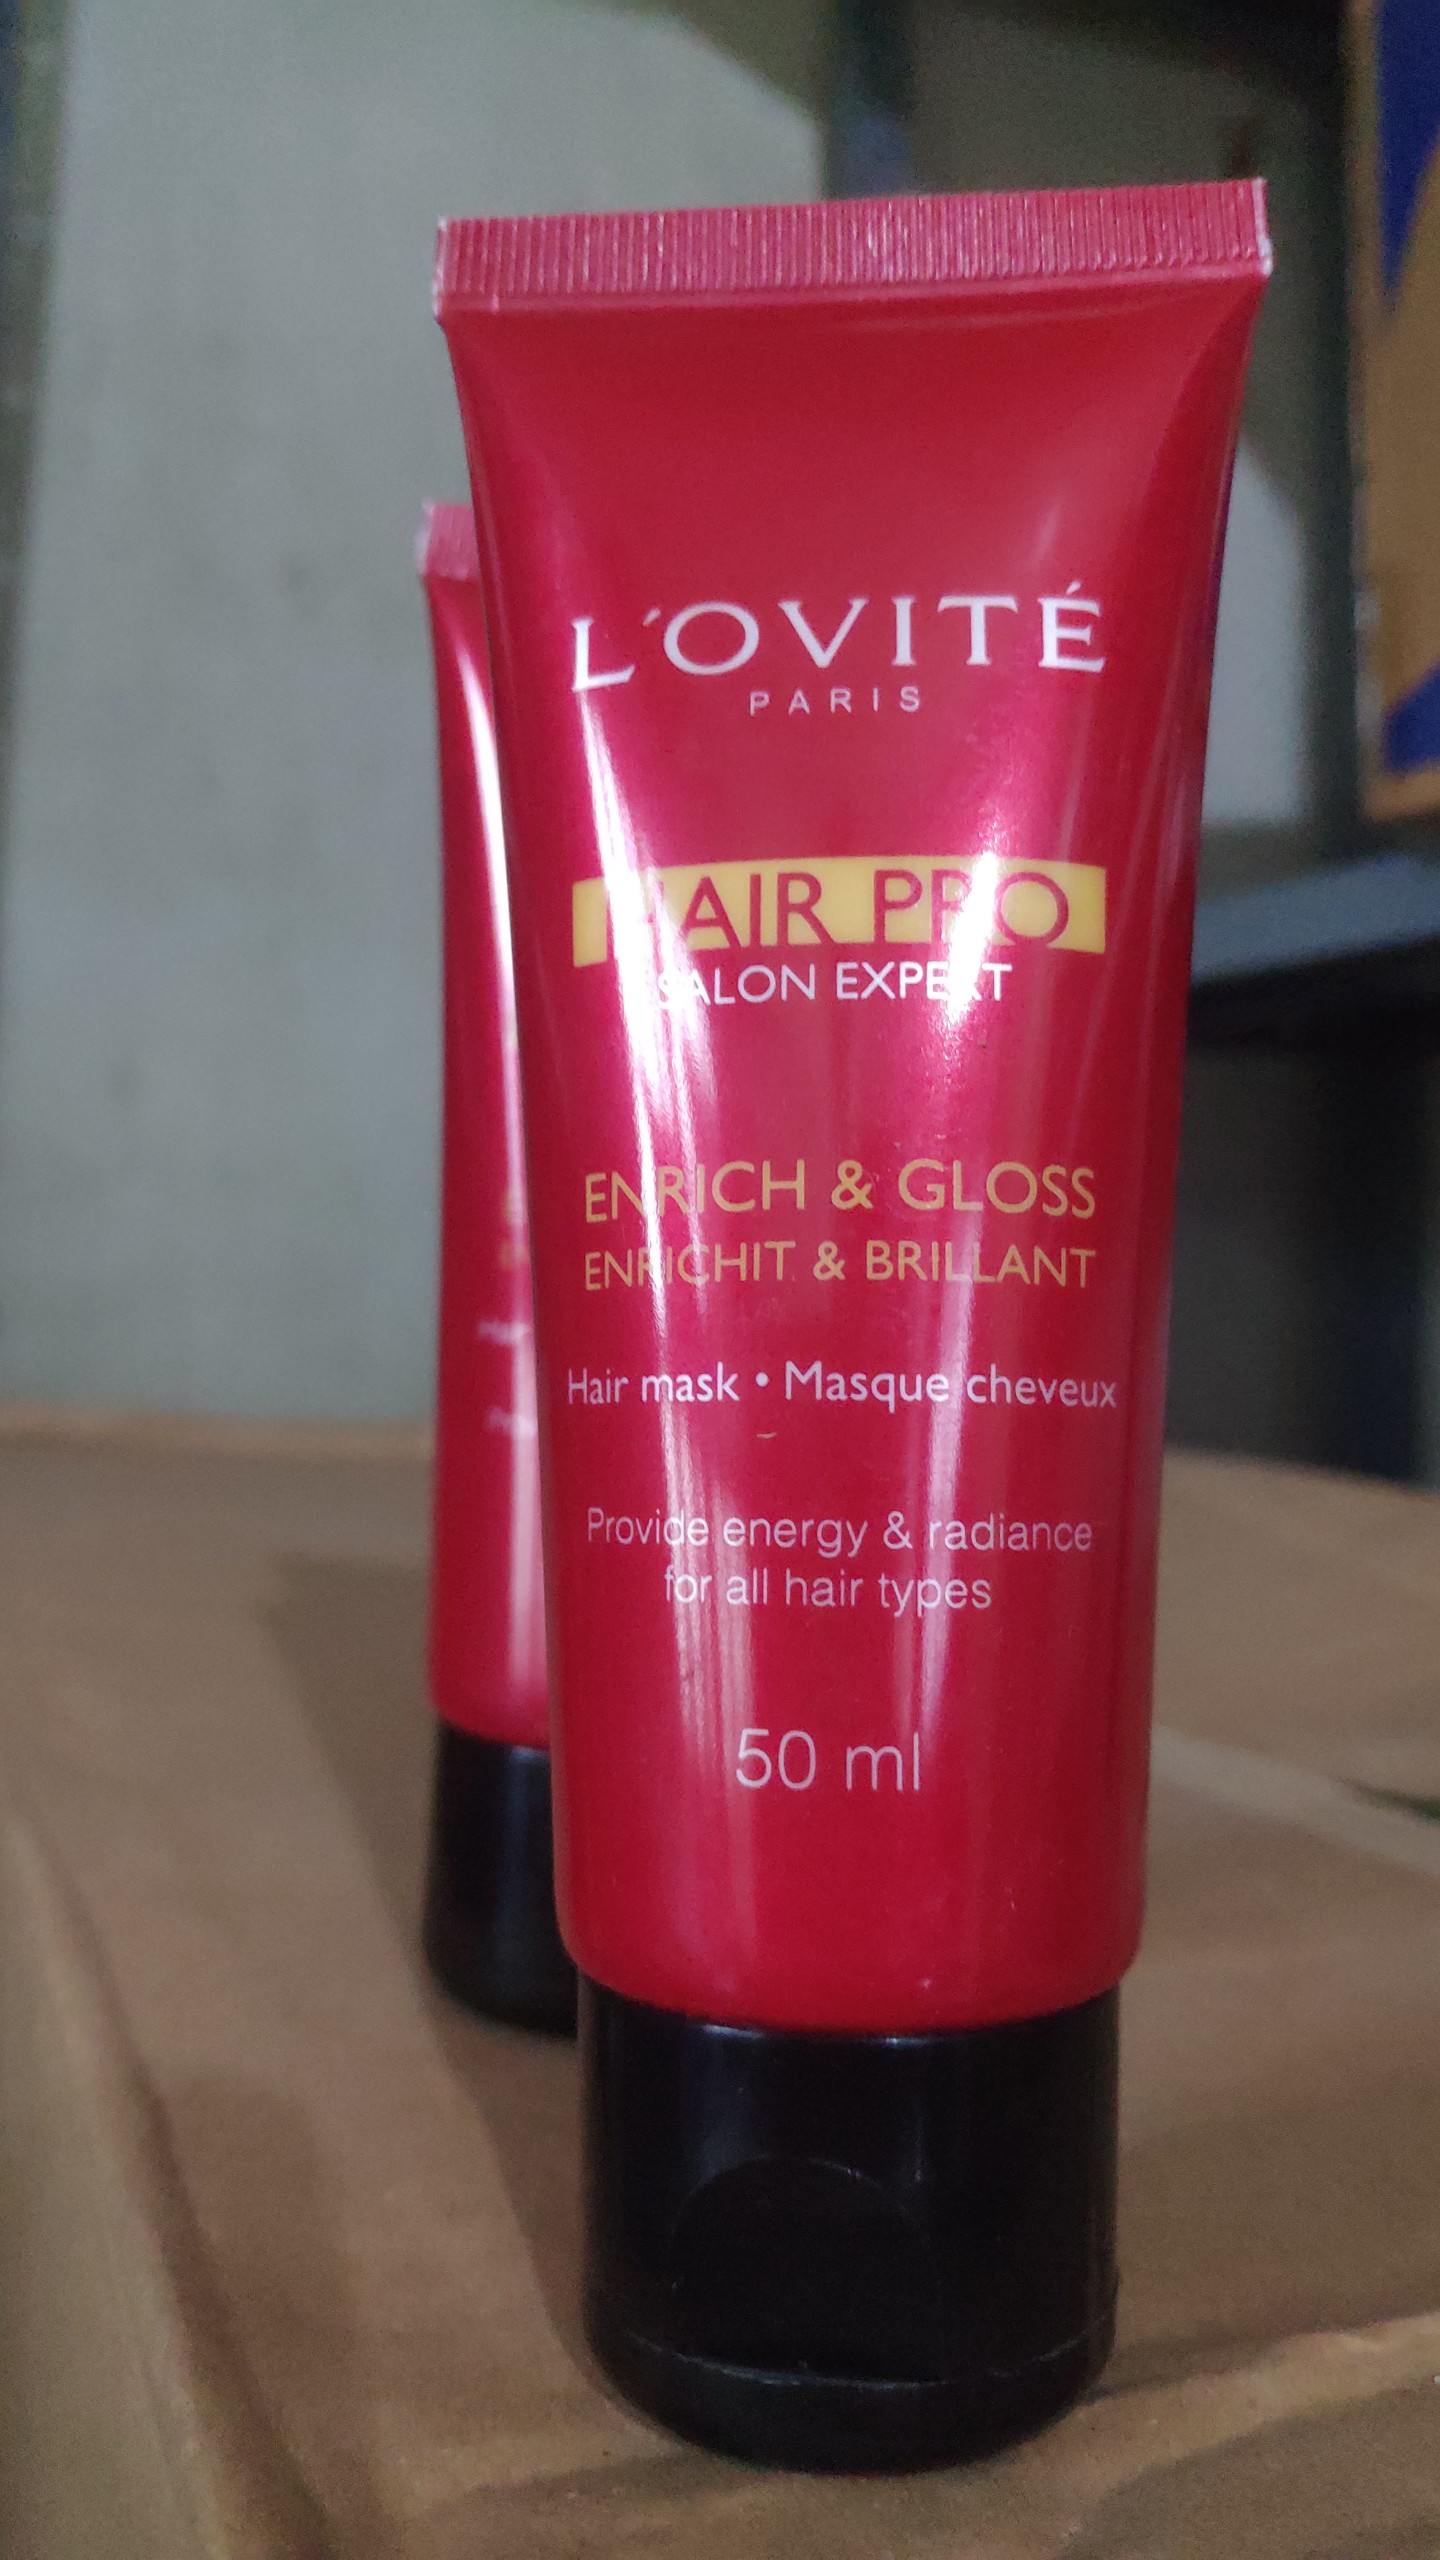 L'OVITÉ
PARIS
HAIR PRO
SALON EXPERT
ENRICH & GLOSS
ENRICHIT & BRILLANT
Hair mask • Masque cheveux
Provide energy & radiance
for all hair types
50 ml
Hair